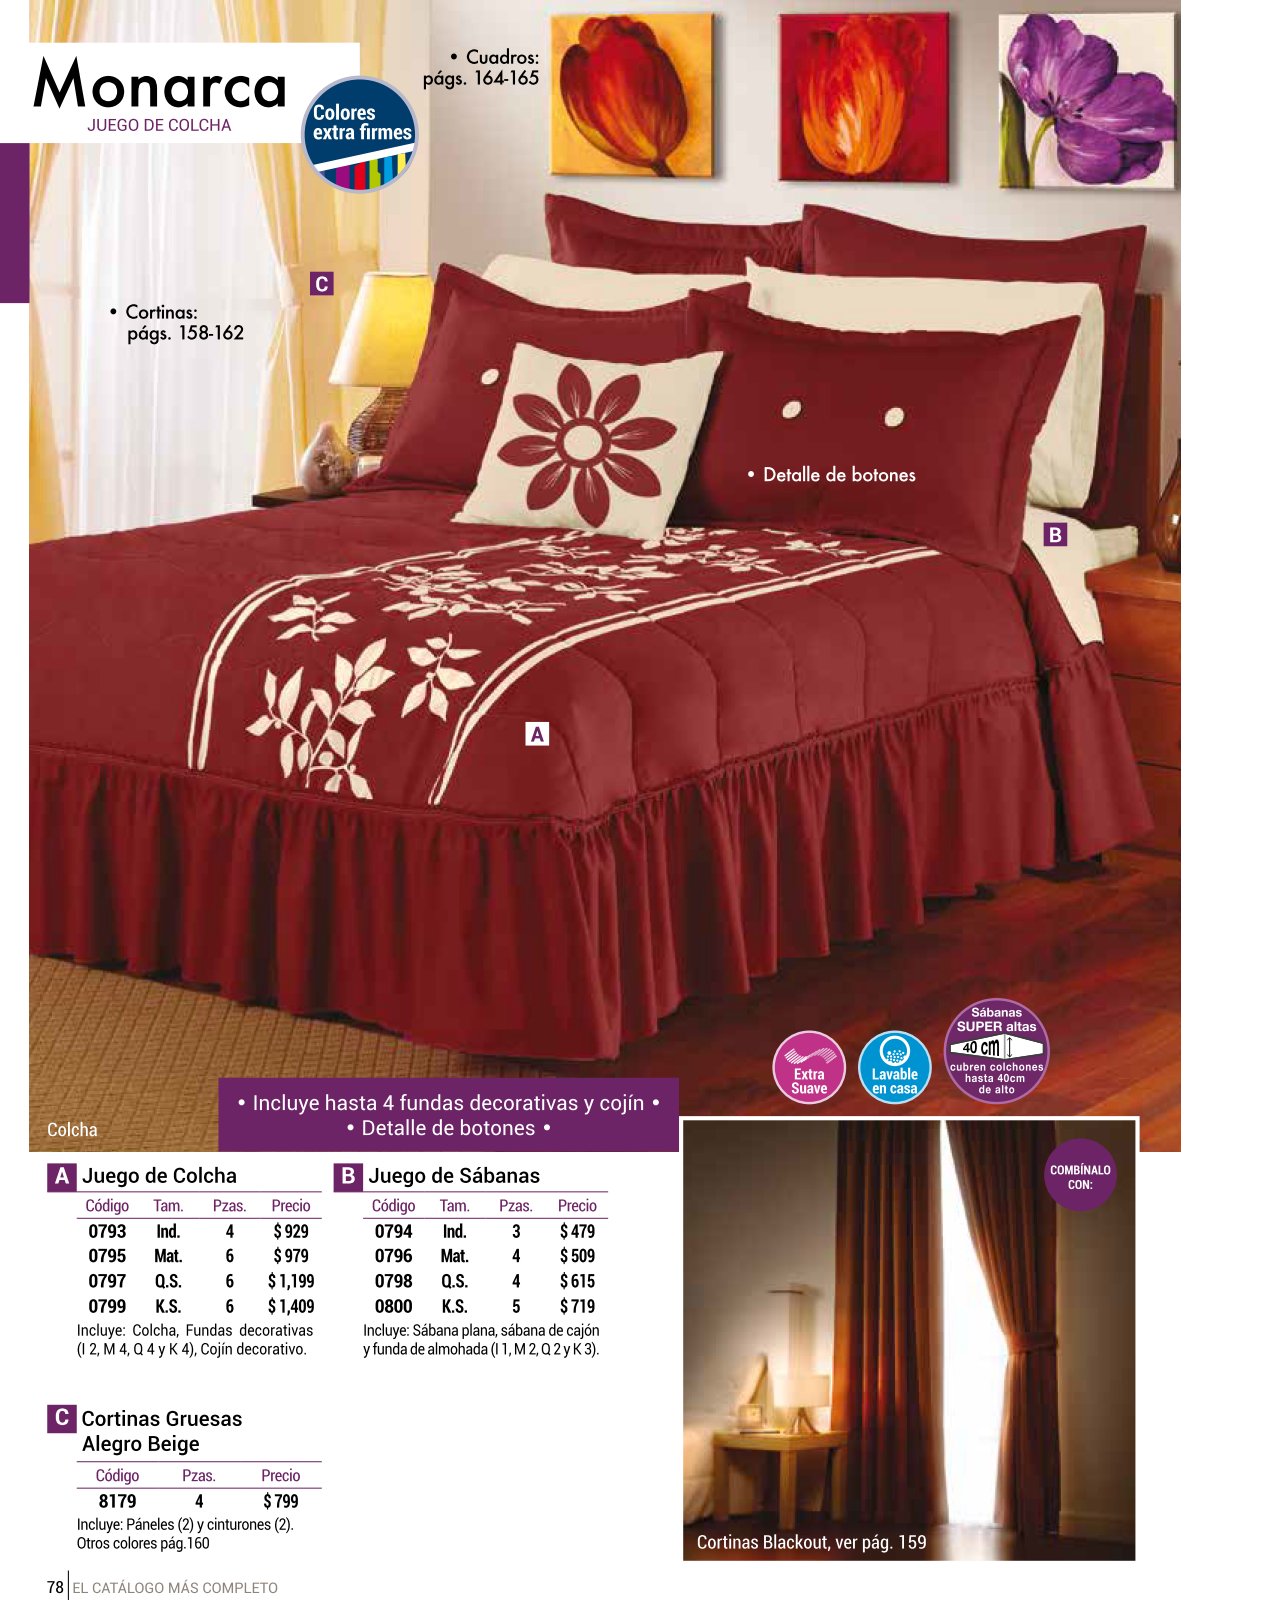 Monarca
JUEGO DE COLCHA
Colores
extra firmes
• Cuadros:
págs. 164-165
C
• Cortinas:
págs. 158-162
• Detalle de botones
B
A
Sábanas
SUPER altas
40 cm
cubren colchones
hasta 40cm
de alto
Extra
Suave
Lavable
en casa
• Incluye hasta 4 fundas decorativas y cojín •
• Detalle de botones •
Colcha
A Juego de Colcha
Código Tam. Pzas. Precio
0793 Ind. 4 $ 929
0795 Mat. 6 $ 979
0797 Q.S. 6 $ 1,199
0799 K.S. 6 $ 1,409
Incluye: Colcha, Fundas decorativas
(I 2, M 4, Q 4 y K 4), Cojín decorativo.
B Juego de Sábanas
Código Tam. Pzas. Precio
0794 Ind. 3 $ 479
0796 Mat. 4 $ 509
0798 Q.S. 4 $ 615
0800 K.S. 5 $ 719
Incluye: Sábana plana, sábana de cajón
y funda de almohada (I 1, M 2, Q 2 y K 3).
C Cortinas Gruesas
Alegro Beige
Código Pzas. Precio
8179 4 $ 799
Incluye: Páneles (2) y cinturones (2).
Otros colores pág.160
COMBÍNALO
CON:
Cortinas Blackout, ver pág. 159
78 EL CATÁLOGO MÁS COMPLETO